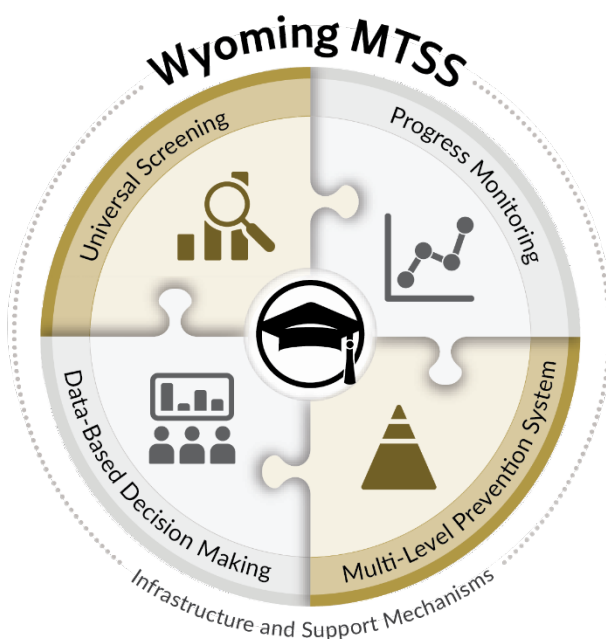 Wyoming MTSS
Universal Screening
Progress Monitoring
Data-Based Decision Making
Multi-Level Prevention System
Infrastructure and Support Mechanisms